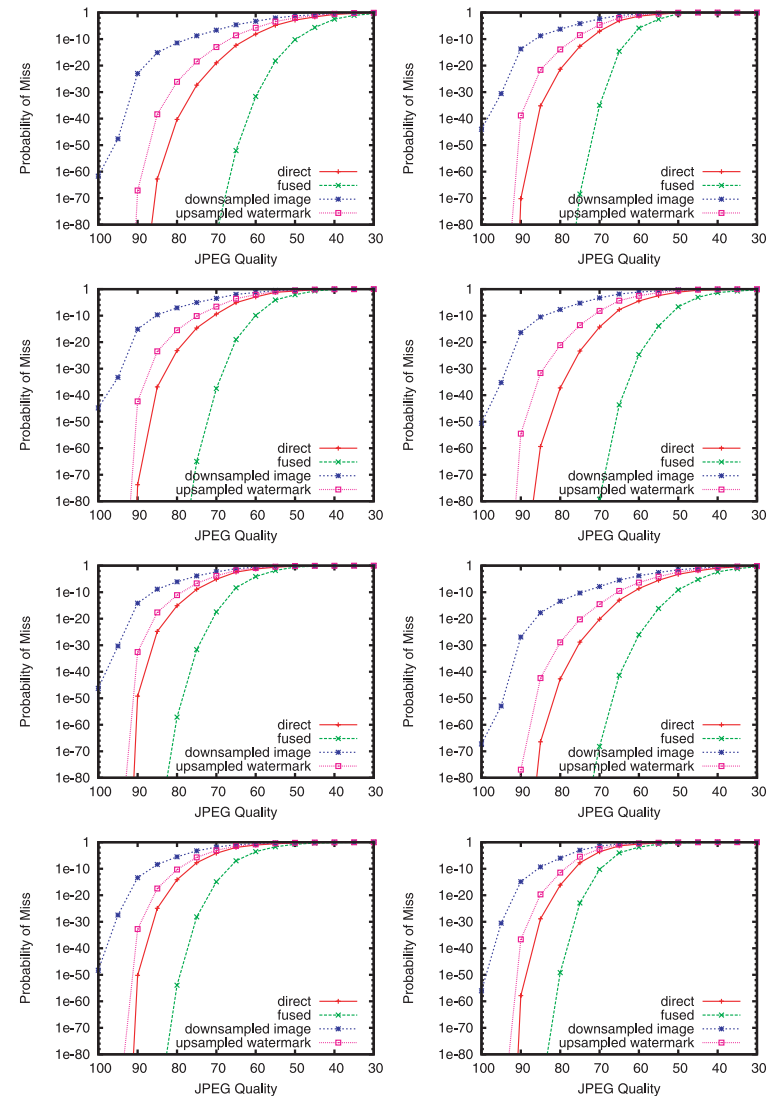 1
1e-10
1e-20
1e-30
1e-40
1e-50
1e-60
1e-70
1e-80
Probability of Miss
direct
fused
downsampled image
upsampled watermark
100 90 80 70 60 50 40 30
JPEG Quality
1
1e-10
1e-20
1e-30
1e-40
1e-50
1e-60
1e-70
1e-80
Probability of Miss
direct
fused
downsampled image
upsampled watermark
100 90 80 70 60 50 40 30
JPEG Quality
1
1e-10
1e-20
1e-30
1e-40
1e-50
1e-60
1e-70
1e-80
Probability of Miss
direct
fused
downsampled image
upsampled watermark
100 90 80 70 60 50 40 30
JPEG Quality
1
1e-10
1e-20
1e-30
1e-40
1e-50
1e-60
1e-70
1e-80
Probability of Miss
direct
fused
downsampled image
upsampled watermark
100 90 80 70 60 50 40 30
JPEG Quality
1
1e-10
1e-20
1e-30
1e-40
1e-50
1e-60
1e-70
1e-80
Probability of Miss
direct
fused
downsampled image
upsampled watermark
100 90 80 70 60 50 40 30
JPEG Quality
1
1e-10
1e-20
1e-30
1e-40
1e-50
1e-60
1e-70
1e-80
Probability of Miss
direct
fused
downsampled image
upsampled watermark
100 90 80 70 60 50 40 30
JPEG Quality
1
1e-10
1e-20
1e-30
1e-40
1e-50
1e-60
1e-70
1e-80
Probability of Miss
direct
fused
downsampled image
upsampled watermark
100 90 80 70 60 50 40 30
JPEG Quality
1
1e-10
1e-20
1e-30
1e-40
1e-50
1e-60
1e-70
1e-80
Probability of Miss
direct
fused
downsampled image
upsampled watermark
100 90 80 70 60 50 40 30
JPEG Quality